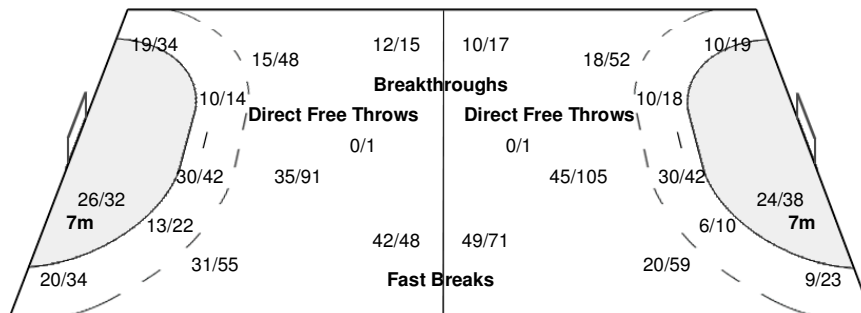 19/34 12/15 10/17 10/19
15/48 18/52
Breakthroughs
10/14 10/18
Direct Free Throws Direct Free Throws
0/1 0/1
30/42 35/91 45/105 30/42
26/32 24/38
7m 13/22 6/10 7m
42/48 49/71
31/55 20/59
20/34 Fast Breaks 9/23